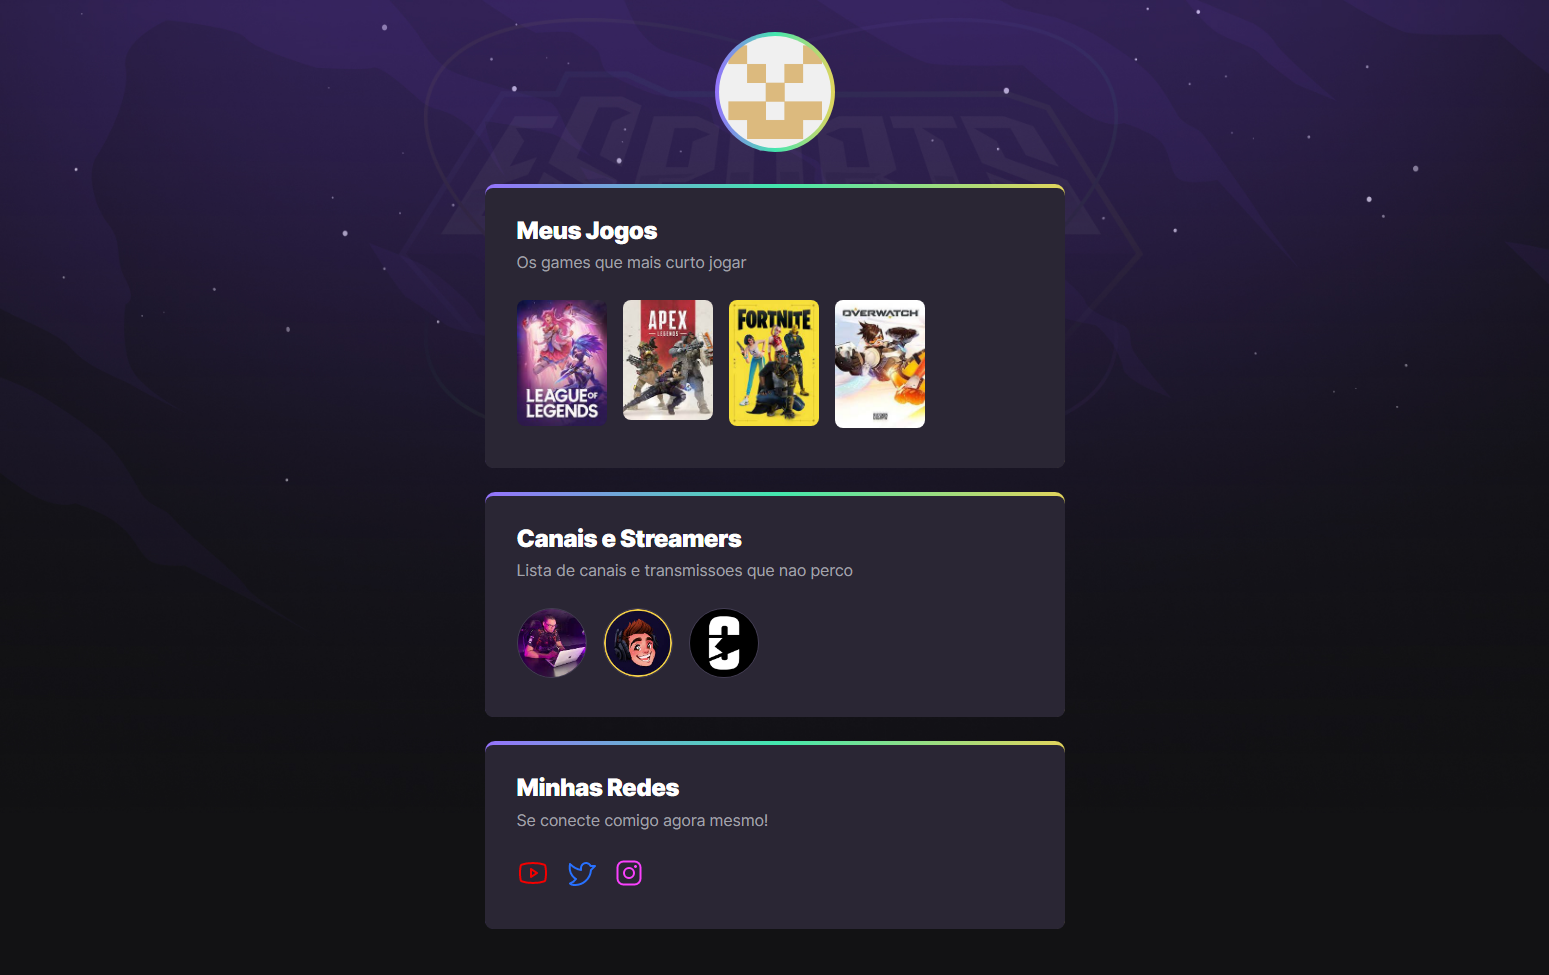 ESPORTS
Meus Jogos
Os games que mais curto jogar
LEAGUE OF
LEGENDS
APEX
LEGENDS
FORTNITE
OVERWATCH
Canais e Streamers
Lista de canais e transmissoes que nao perco
Minhas Redes
Se conecte comigo agora mesmo!